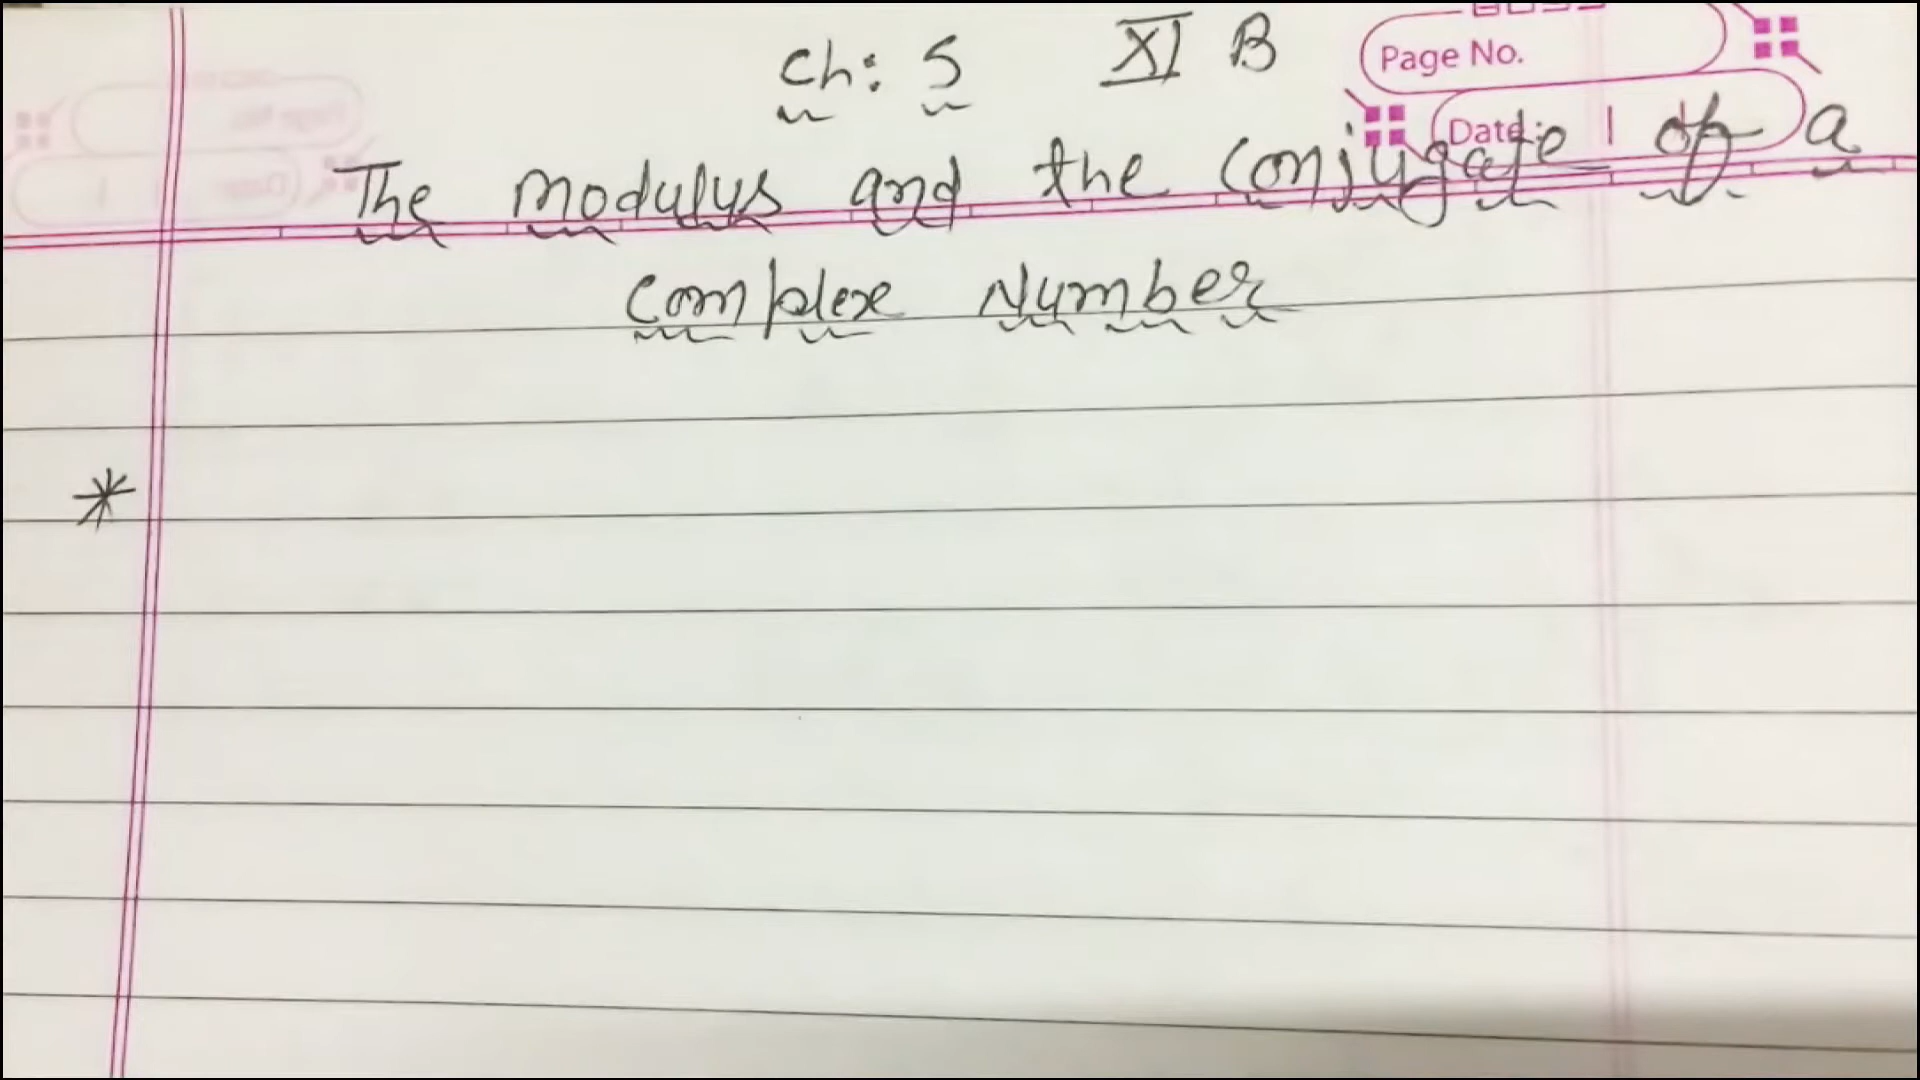 Ch: 5 XI B
Page No.
Date:
The modulus and the Conjugate of a
Complex Number
*